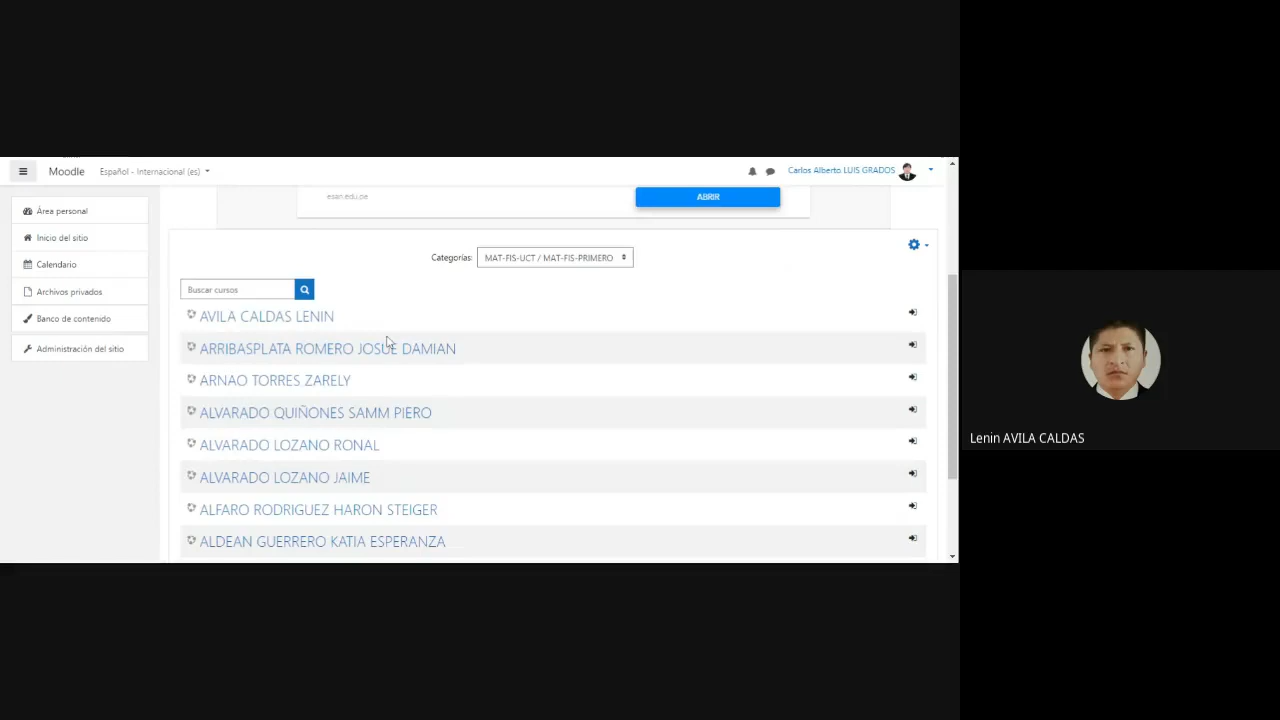 Moodle
Español - Internacional (es)
Carlos Alberto LUIS GRADOS
esan.edu.pe
ABRIR
Área personal
Inicio del sitio
Calendario
Archivos privados
Banco de contenido
Administración del sitio
Categorías:
MAT-FIS-UCT / MAT-FIS-PRIMERO
Buscar cursos
AVILA CALDAS LENIN
ARRIBASPLATA ROMERO JOSUE DAMIAN
ARNAO TORRES ZARELY
ALVARADO QUIÑONES SAMM PIERO
ALVARADO LOZANO RONAL
ALVARADO LOZANO JAIME
ALFARO RODRIGUEZ HARON STEIGER
ALDEAN GUERRERO KATIA ESPERANZA
Lenin AVILA CALDAS